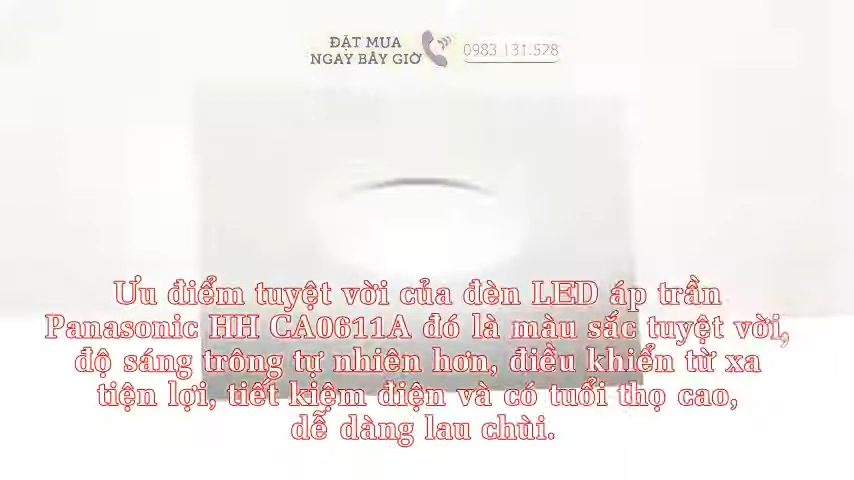 ĐẶT MUA
NGAY BÂY GIỜ
0983 131.528
Ưu điểm tuyệt vời của đèn LED áp trần
Panasonic HH CA0611A đó là màu sắc tuyệt vời,
độ sáng trông tự nhiên hơn, điều khiển từ xa
tiện lợi, tiết kiệm điện và có tuổi thọ cao,
dễ dàng lau chùi.